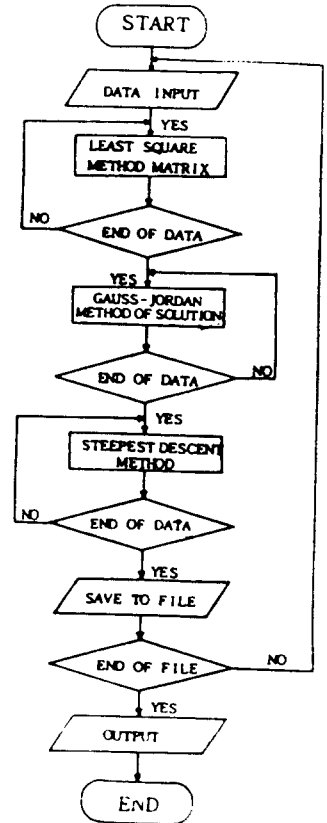 START
DATA INPUT
YES
LEAST SQUARE
METHOD MATRIX
NO
END OF DATA
YES
GAUSS-JORDAN
METHOD OF SOLUTION
END OF DATA
NO
YES
STEEPEST DESCENT
METHOD
NO
END OF DATA
YES
SAVE TO FILE
END OF FILE
NO
YES
OUTPUT
END